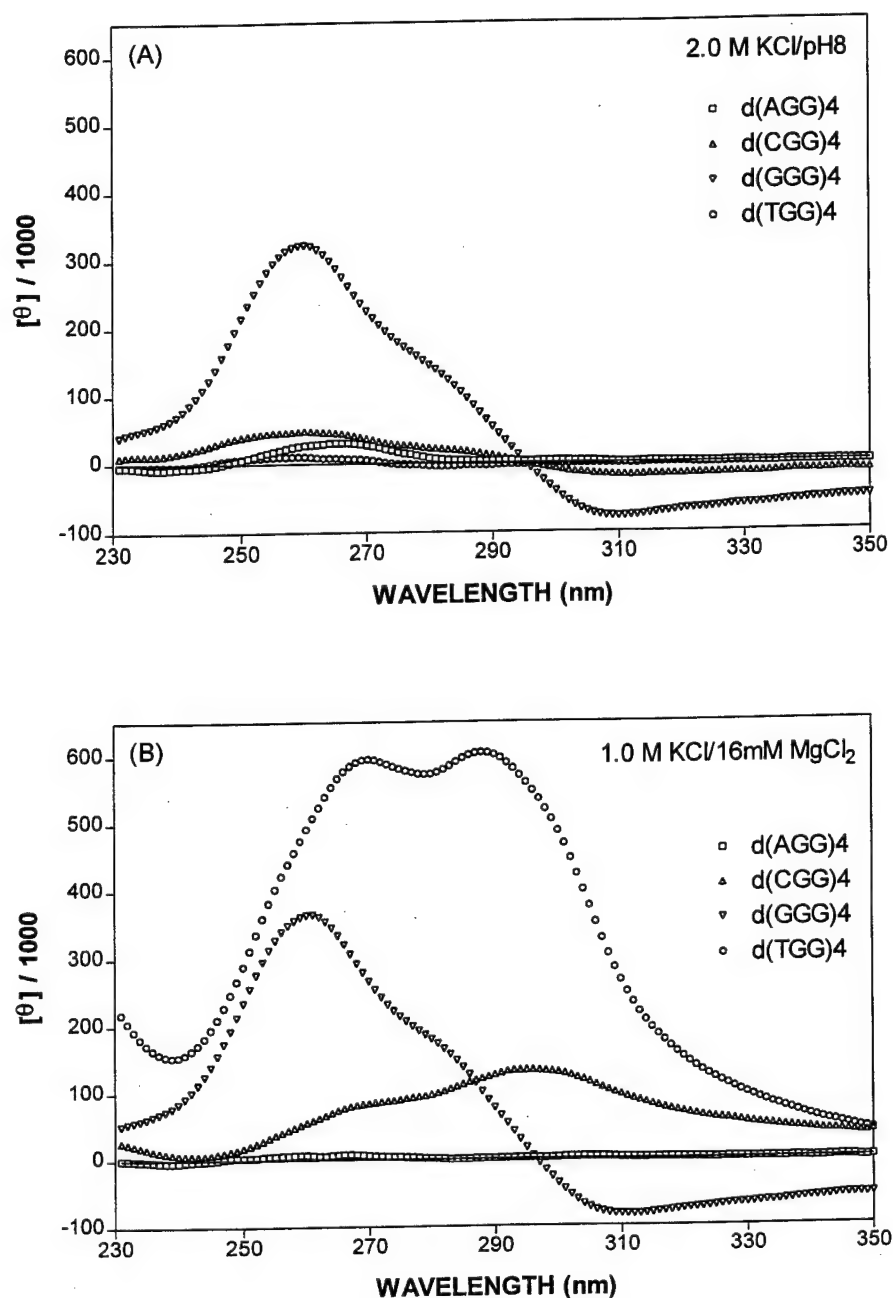 (A)
2.0 M KCl/pH8
d(AGG)4
d(CGG)4
d(GGG)4
d(TGG)4
600
500
400
300
200
100
0
-100
[θ] / 1000
230
250
270
290
310
330
350
WAVELENGTH (nm)
(B)
1.0 M KCl/16mM MgCl₂
d(AGG)4
d(CGG)4
d(GGG)4
d(TGG)4
600
500
400
300
200
100
0
-100
[θ] / 1000
230
250
270
290
310
330
350
WAVELENGTH (nm)